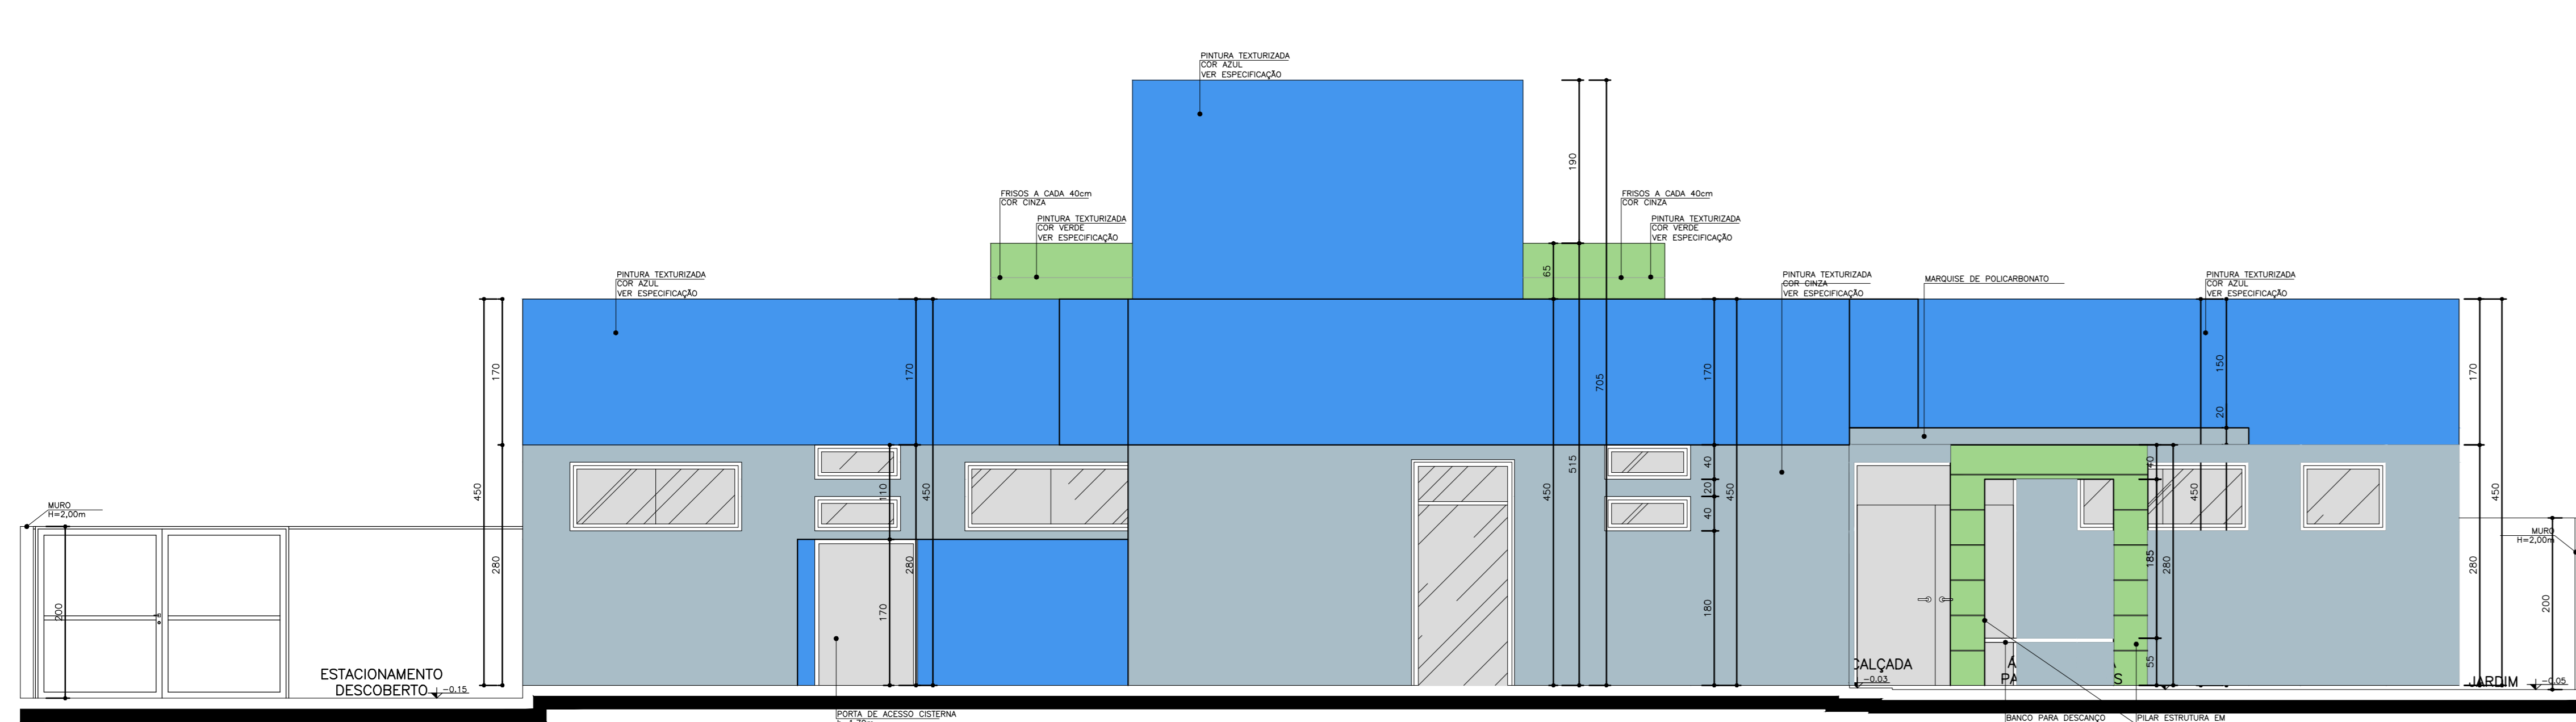 PINTURA TEXTURIZADA
COR AZUL
VER ESPECIFICAÇÃO
FRISOS A CADA 40cm
COR CINZA
PINTURA TEXTURIZADA
COR VERDE
VER ESPECIFICAÇÃO
FRISOS A CADA 40cm
COR CINZA
PINTURA TEXTURIZADA
COR VERDE
VER ESPECIFICAÇÃO
PINTURA TEXTURIZADA
COR AZUL
VER ESPECIFICAÇÃO
PINTURA TEXTURIZADA
COR CINZA
VER ESPECIFICAÇÃO
MARQUISE DE POLICARBONATO
PINTURA TEXTURIZADA
COR AZUL
VER ESPECIFICAÇÃO
190
65
705
515
450
170
450
280
170
450
110
280
170
170
40
20
40
450
180
150
20
40
450
185
280
55
170
450
280
200
200
MURO
H=2,00m
MURO
H=2,00m
ESTACIONAMENTO
DESCOBERTO
-0.15
CALÇADA
-0.03
JARDIM
-0.05
PORTA DE ACESSO CISTERNA
BANCO PARA DESCANÇO
PILAR ESTRUTURA EM